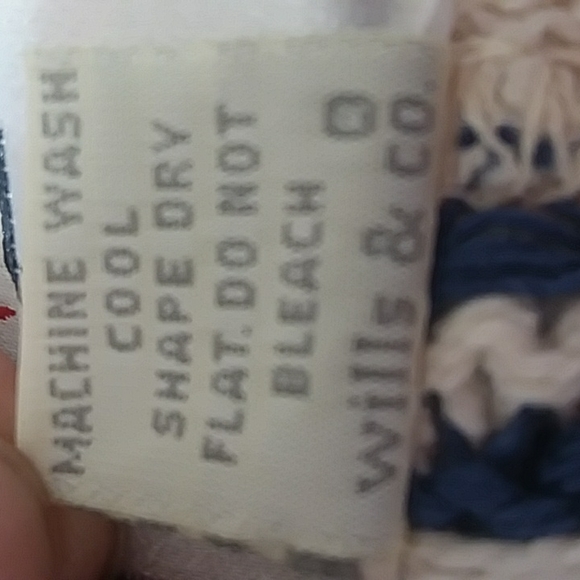 MACHINE WASH
COOL
SHAPE DRY
FLAT. DO NOT
BLEACH
wills & co.